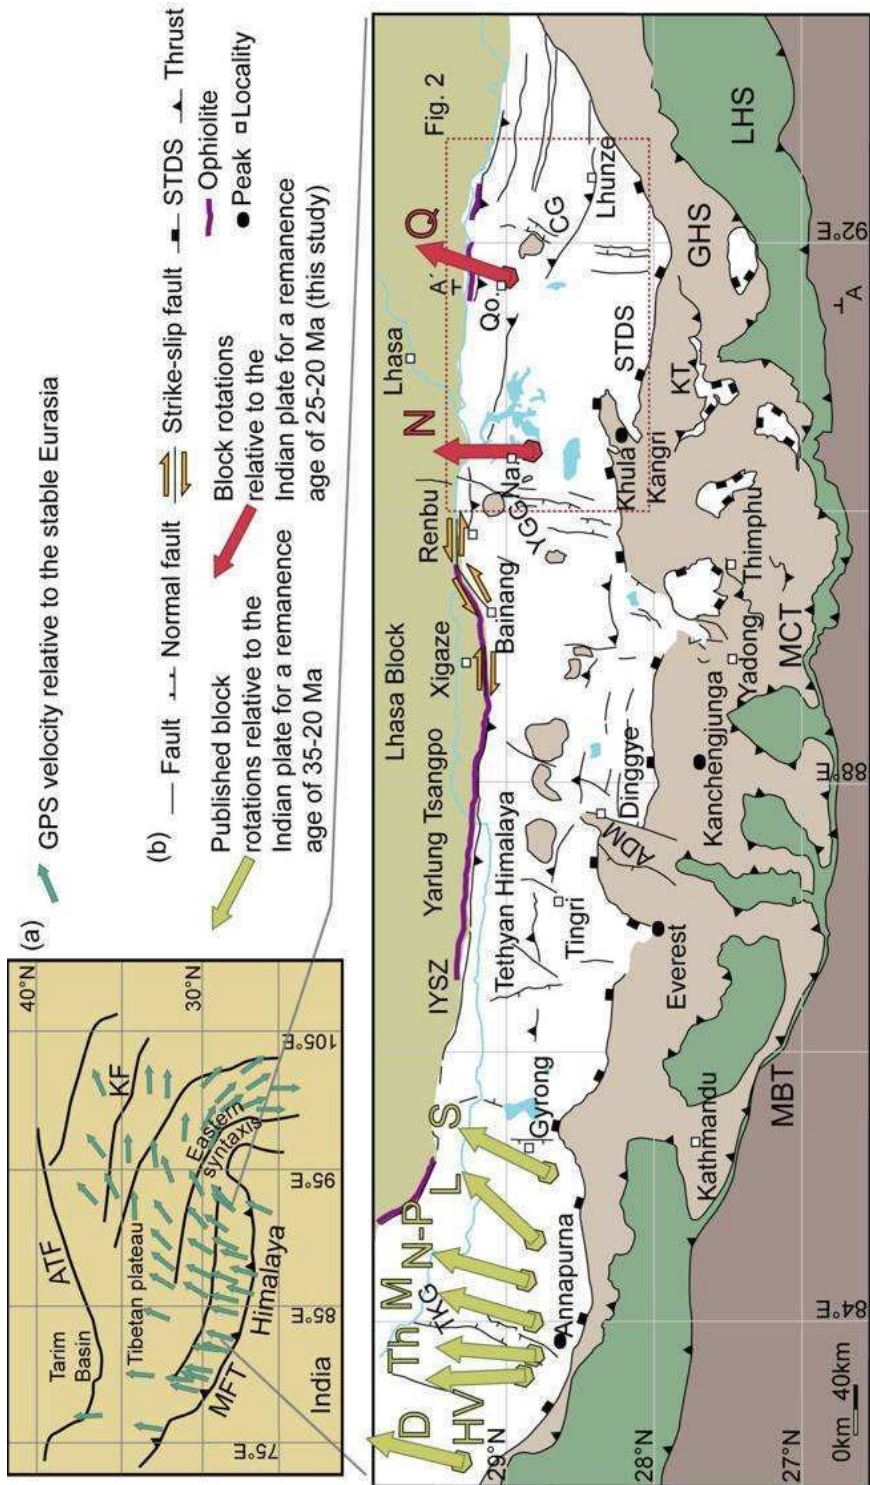 (a)
GPS velocity relative to the stable Eurasia
40°N
30°N
105°E
95°E
85°E
75°E
ATF
KF
Tarim
Basin
Tibetan plateau
Eastern
syntaxis
Himalaya
MFT
India
(b)
Fault
Normal fault
Strike-slip fault
STDS
Thrust
Published block
rotations relative to the
Indian plate for a remanence
age of 35-20 Ma
Block rotations
relative to the
Indian plate for a remanence
age of 25-20 Ma (this study)
Ophiolite
Peak
Locality
D
HV
Th
M
N-P
L
S
N
Q
TkG
Annapurna
Gyrong
IYSZ
Yarlung Tsangpo
Lhasa Block
Xigaze
Renbu
Lhasa
A'
Fig. 2
Tethyan Himalaya
Tingri
Bainang
YGG
Na.
Qo.
CG
Lhunze
Dinggye
ADM
Everest
Kanchengjunga
Yadong
Thimphu
Khula
Kangri
STDS
KT
GHS
LHS
A
Kathmandu
MBT
MCT
29°N
28°N
27°N
84°E
88°E
92°E
0km 40km